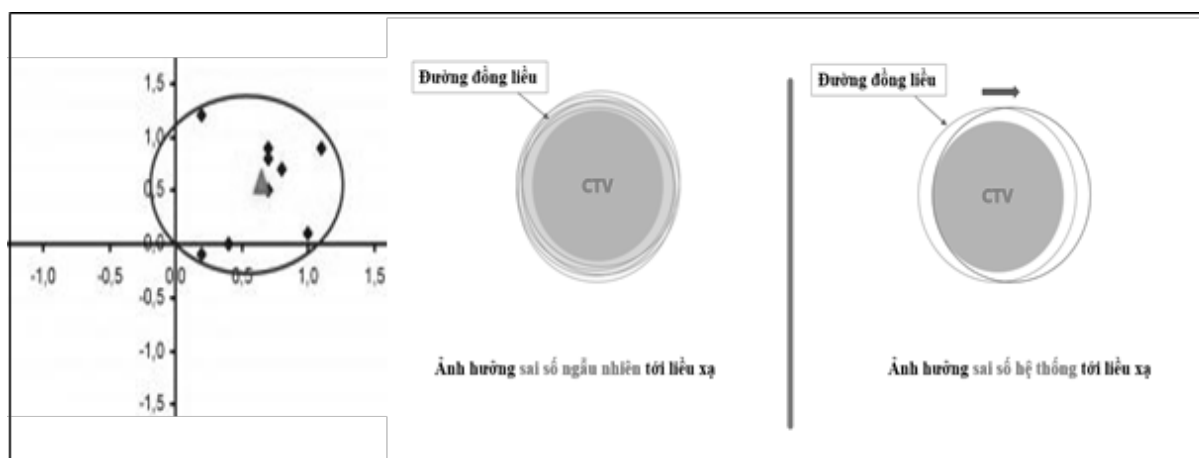 1,5
1,0
0,5
0,0
-1,0 -0,5 0,0 0,5 1,0 1,5
-0,5
-1,0
-1,5
Đường đồng liều
CTV
Ảnh hưởng sai số ngẫu nhiên tới liều xạ
Đường đồng liều
CTV
Ảnh hưởng sai số hệ thống tới liều xạ